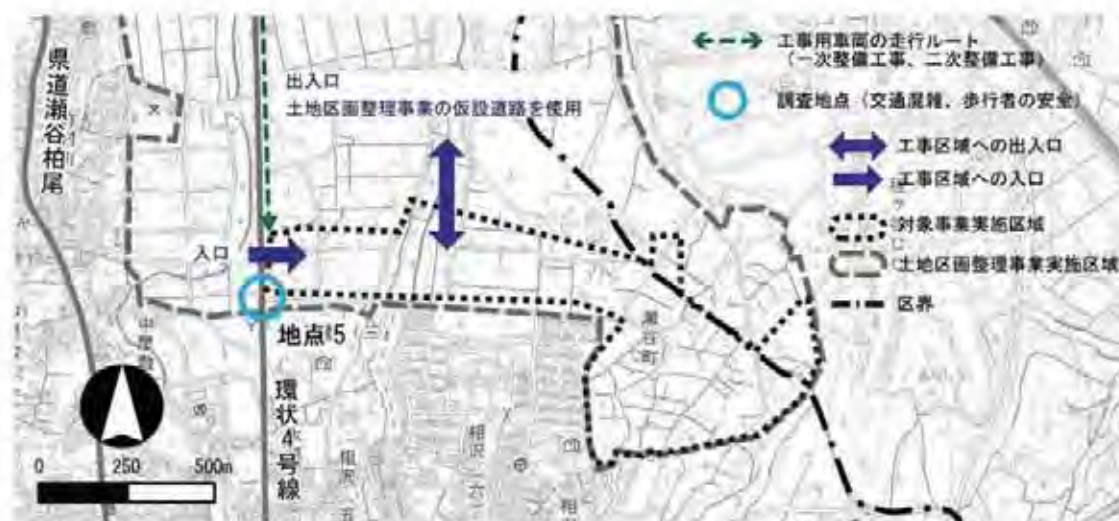 県道瀬谷柏尾
出入口
土地区画整理事業の仮設道路を使用
入口
地点5
環状4号線
瀬谷町
相沢
五
相沢
六
0 250 500m
工事用車両の走行ルート
（一次整備工事、二次整備工事）
調査地点（交通混雑、歩行者の安全）
工事区域への出入口
工事区域への入口
対象事業実施区域
土地区画整理事業実施区域
区界